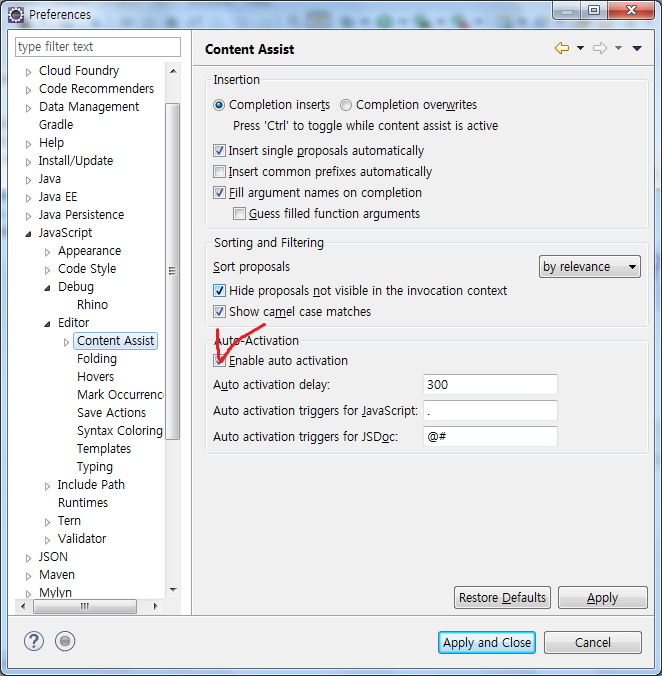 Preferences
type filter text
Cloud Foundry
Code Recommenders
Data Management
Gradle
Help
Install/Update
Java
Java EE
Java Persistence
JavaScript
Appearance
Code Style
Debug
Rhino
Editor
Content Assist
Folding
Hovers
Mark Occurrenc
Save Actions
Syntax Coloring
Templates
Typing
Include Path
Runtimes
Tern
Validator
JSON
Maven
Mylyn
Content Assist
Insertion
Completion inserts Completion overwrites
Press 'Ctrl' to toggle while content assist is active
Insert single proposals automatically
Insert common prefixes automatically
Fill argument names on completion
Guess filled function arguments
Sorting and Filtering
Sort proposals by relevance
Hide proposals not visible in the invocation context
Show camel case matches
Auto-Activation
Enable auto activation
Auto activation delay: 300
Auto activation triggers for JavaScript: .
Auto activation triggers for JSDoc: @#
Restore Defaults Apply
? Apply and Close Cancel